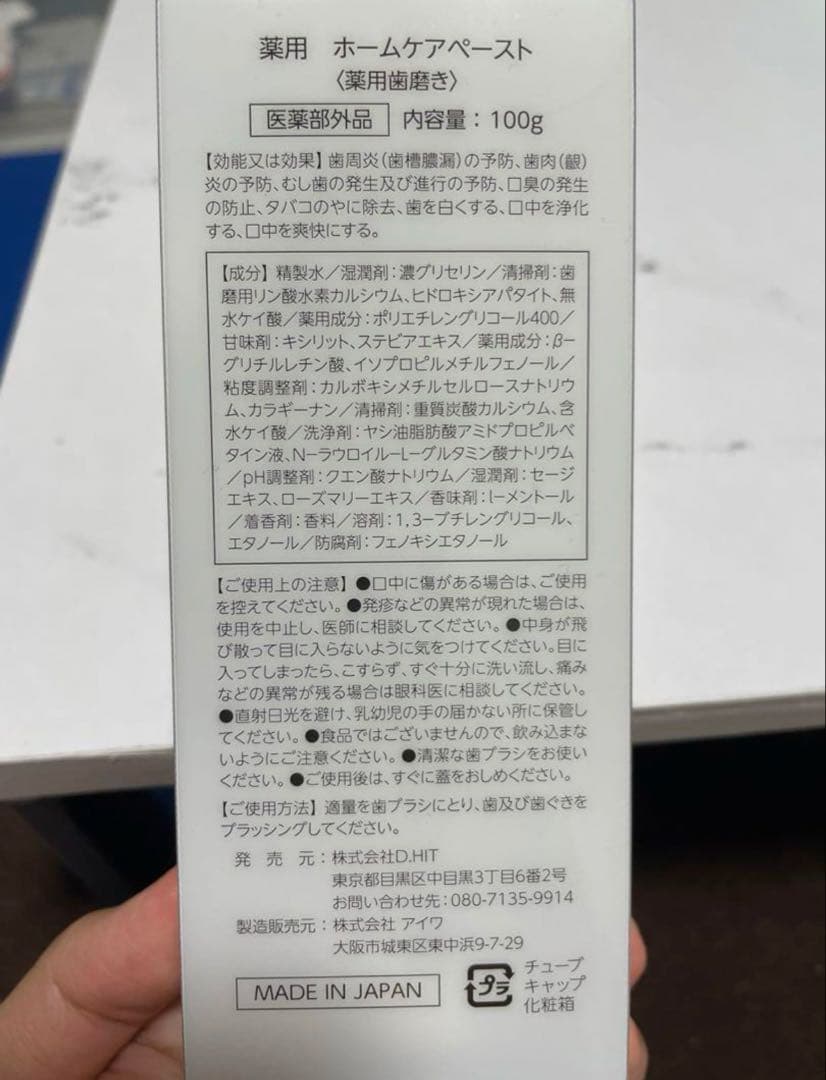 薬用 ホームケアペースト
〈薬用歯磨き〉
医薬部外品 内容量：100g
【効能又は効果】歯周炎（歯槽膿漏）の予防、歯肉（齦）
炎の予防、むし歯の発生及び進行の予防、口臭の発生
の防止、タバコのやに除去、歯を白くする、口中を浄化
する、口中を爽快にする。
【成分】精製水／湿潤剤：濃グリセリン／清掃剤：歯
磨用リン酸水素カルシウム、ヒドロキシアパタイト、無
水ケイ酸／薬用成分：ポリエチレングリコール400／
甘味剤：キシリット、ステビアエキス／薬用成分：β−
グリチルレチン酸、イソプロピルメチルフェノール／
粘度調整剤：カルボキシメチルセルロースナトリウ
ム、カラギーナン／清掃剤：重質炭酸カルシウム、含
水ケイ酸／洗浄剤：ヤシ油脂肪酸アミドプロピルベ
タイン液、N−ラウロイル−L−グルタミン酸ナトリウム
／pH調整剤：クエン酸ナトリウム／湿潤剤：セージ
エキス、ローズマリーエキス／香味剤：l−メントール
／着香剤：香料／溶剤：1,3−ブチレングリコール、
エタノール／防腐剤：フェノキシエタノール
【ご使用上の注意】●口中に傷がある場合は、ご使用
を控えてください。●発疹などの異常が現れた場合は、
使用を中止し、医師に相談してください。●中身が飛
び散って目に入らないように気をつけてください。目に
入ってしまったら、こすらず、すぐ十分に洗い流し、痛み
などの異常が残る場合は眼科医に相談してください。
●直射日光を避け、乳幼児の手の届かない所に保管し
てください。●食品ではございませんので、飲み込まな
いようにご注意ください。●清潔な歯ブラシをお使い
ください。●ご使用後は、すぐに蓋をおしめください。
【ご使用方法】適量を歯ブラシにとり、歯及び歯ぐきを
ブラッシングしてください。
発売元：株式会社D.HIT
東京都目黒区中目黒3丁目6番2号
お問い合わせ先：080-7135-9914
製造販売元：株式会社 アイワ
大阪市城東区東中浜9-7-29
MADE IN JAPAN
プラ
チューブ
キャップ
化粧箱